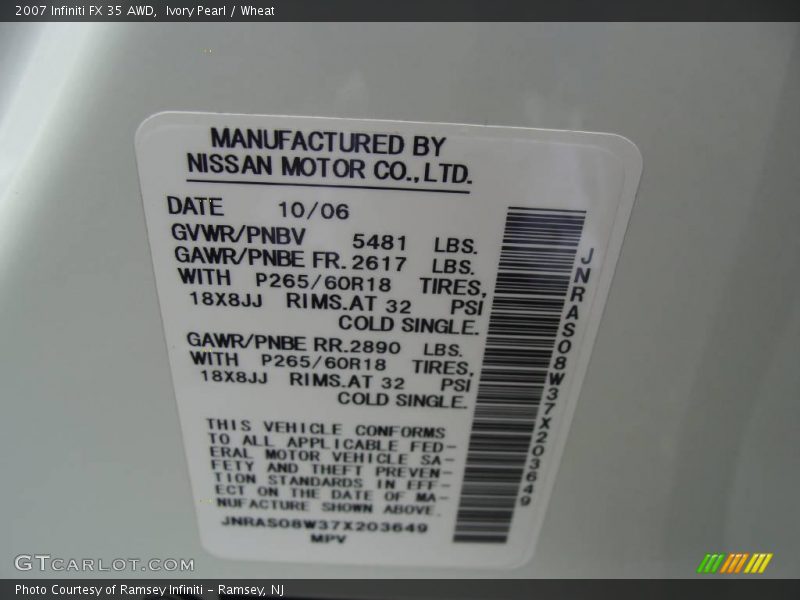 2007 Infiniti FX 35 AWD,  Ivory Pearl / Wheat
MANUFACTURED BY
NISSAN MOTOR CO.,LTD.
DATE 10/06
GVWR/PNBV 5481 LBS.
GAWR/PNBE FR. 2617 LBS.
WITH P265/60R18 TIRES,
18X8JJ RIMS.AT 32 PSI
COLD SINGLE.
GAWR/PNBE RR.2890 LBS.
WITH P265/60R18 TIRES,
18X8JJ RIMS.AT 32 PSI
COLD SINGLE.
THIS VEHICLE CONFORMS
TO ALL APPLICABLE FED-
ERAL MOTOR VEHICLE SA-
FETY AND THEFT PREVEN-
TION STANDARDS IN EFF-
ECT ON THE DATE OF MA-
NUFACTURE SHOWN ABOVE.
JNRAS08W37X203649
MPV
JNRAS08W37X203649
GTCARLOT.COM
Photo Courtesy of Ramsey Infiniti - Ramsey, NJ